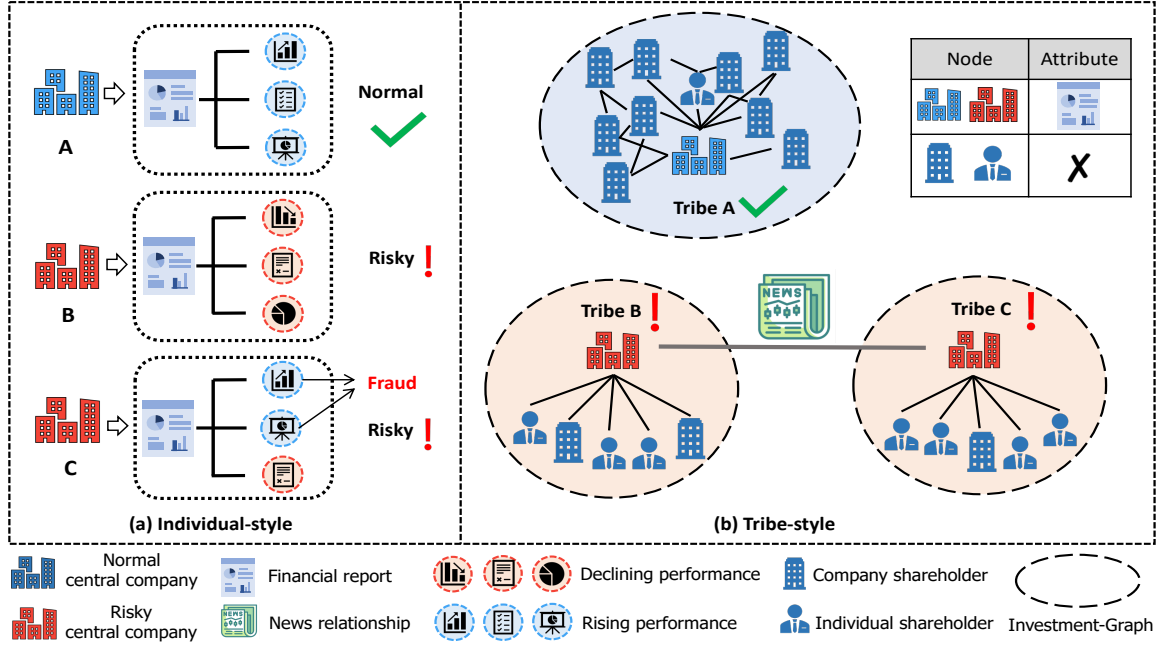 A
Normal
B
Risky
C
Fraud
Risky
(a) Individual-style
Tribe A
Node
Attribute
✗
NEWS
Tribe B
Tribe C
(b) Tribe-style
Normal
central company
Financial report
Declining performance
Company shareholder
Risky
central company
NEWS
News relationship
Rising performance
Individual shareholder
Investment-Graph